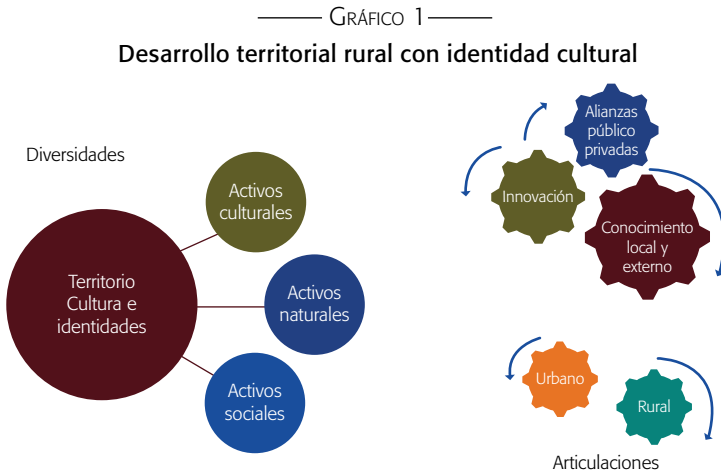 GRÁFICO 1
Desarrollo territorial rural con identidad cultural
Diversidades
Territorio
Cultura e
identidades
Activos
culturales
Activos
naturales
Activos
sociales
Alianzas
público
privadas
Innovación
Conocimiento
local y
externo
Urbano
Rural
Articulaciones